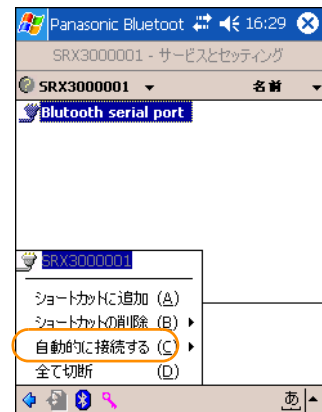 Panasonic Bluetoot 16:29
SRX3000001 - サービスとセッティング
SRX3000001 名前
Blutooth serial port
SRX3000001
ショートカットに追加 (A)
ショートカットの削除 (B)
自動的に接続する (C)
全て切断 (D)
あ